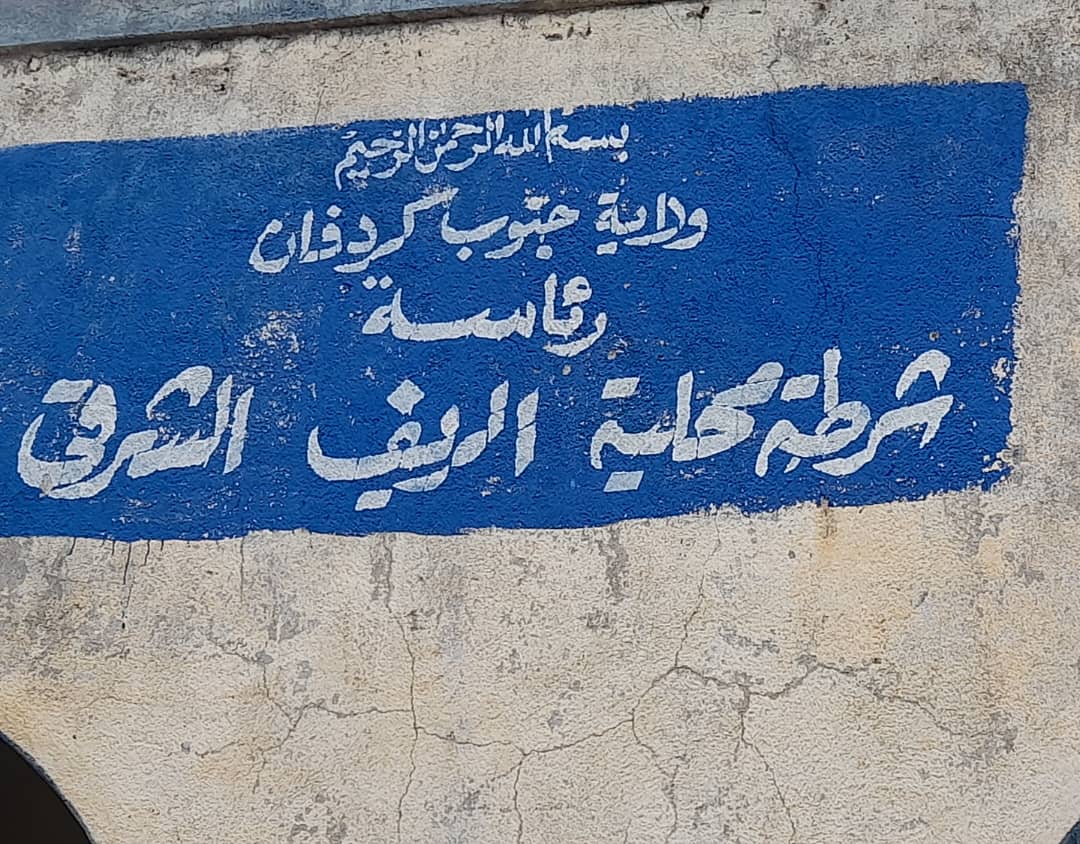 بسم الله الرحمن الرحيم
ولاية جنوب كردفان
رئاسة
شرطة محلية الريف الشرقي